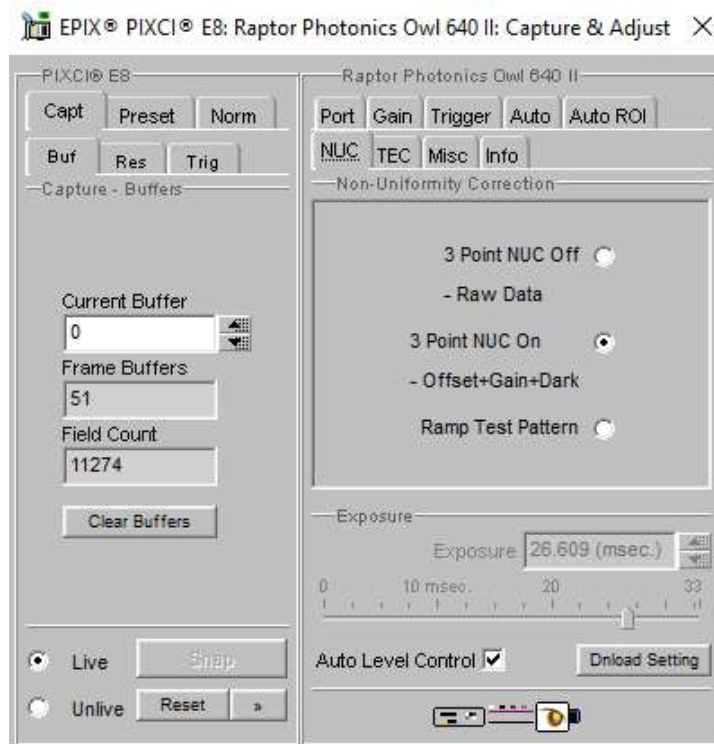 EPIX® PIXCI® E8: Raptor Photonics Owl 640 II: Capture & Adjust
PIXCI® E8
Capt Preset Norm
Buf Res Trig
Capture - Buffers
Current Buffer
0
Frame Buffers
51
Field Count
11274
Clear Buffers
Live Snap
Unlive Reset »
Raptor Photonics Owl 640 II
Port Gain Trigger Auto Auto ROI
NUC TEC Misc Info
Non-Uniformity Correction
3 Point NUC Off
- Raw Data
3 Point NUC On
- Offset+Gain+Dark
Ramp Test Pattern
Exposure
Exposure 26.609 (msec.)
0 10 msec. 20 33
Auto Level Control Dnload Setting